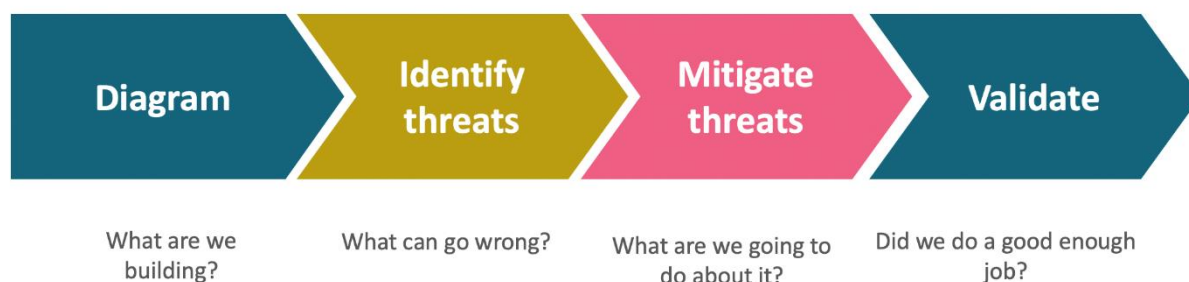 Diagram
Identify
threats
Mitigate
threats
Validate
What are we
building?
What can go wrong?
What are we going to
do about it?
Did we do a good enough
job?